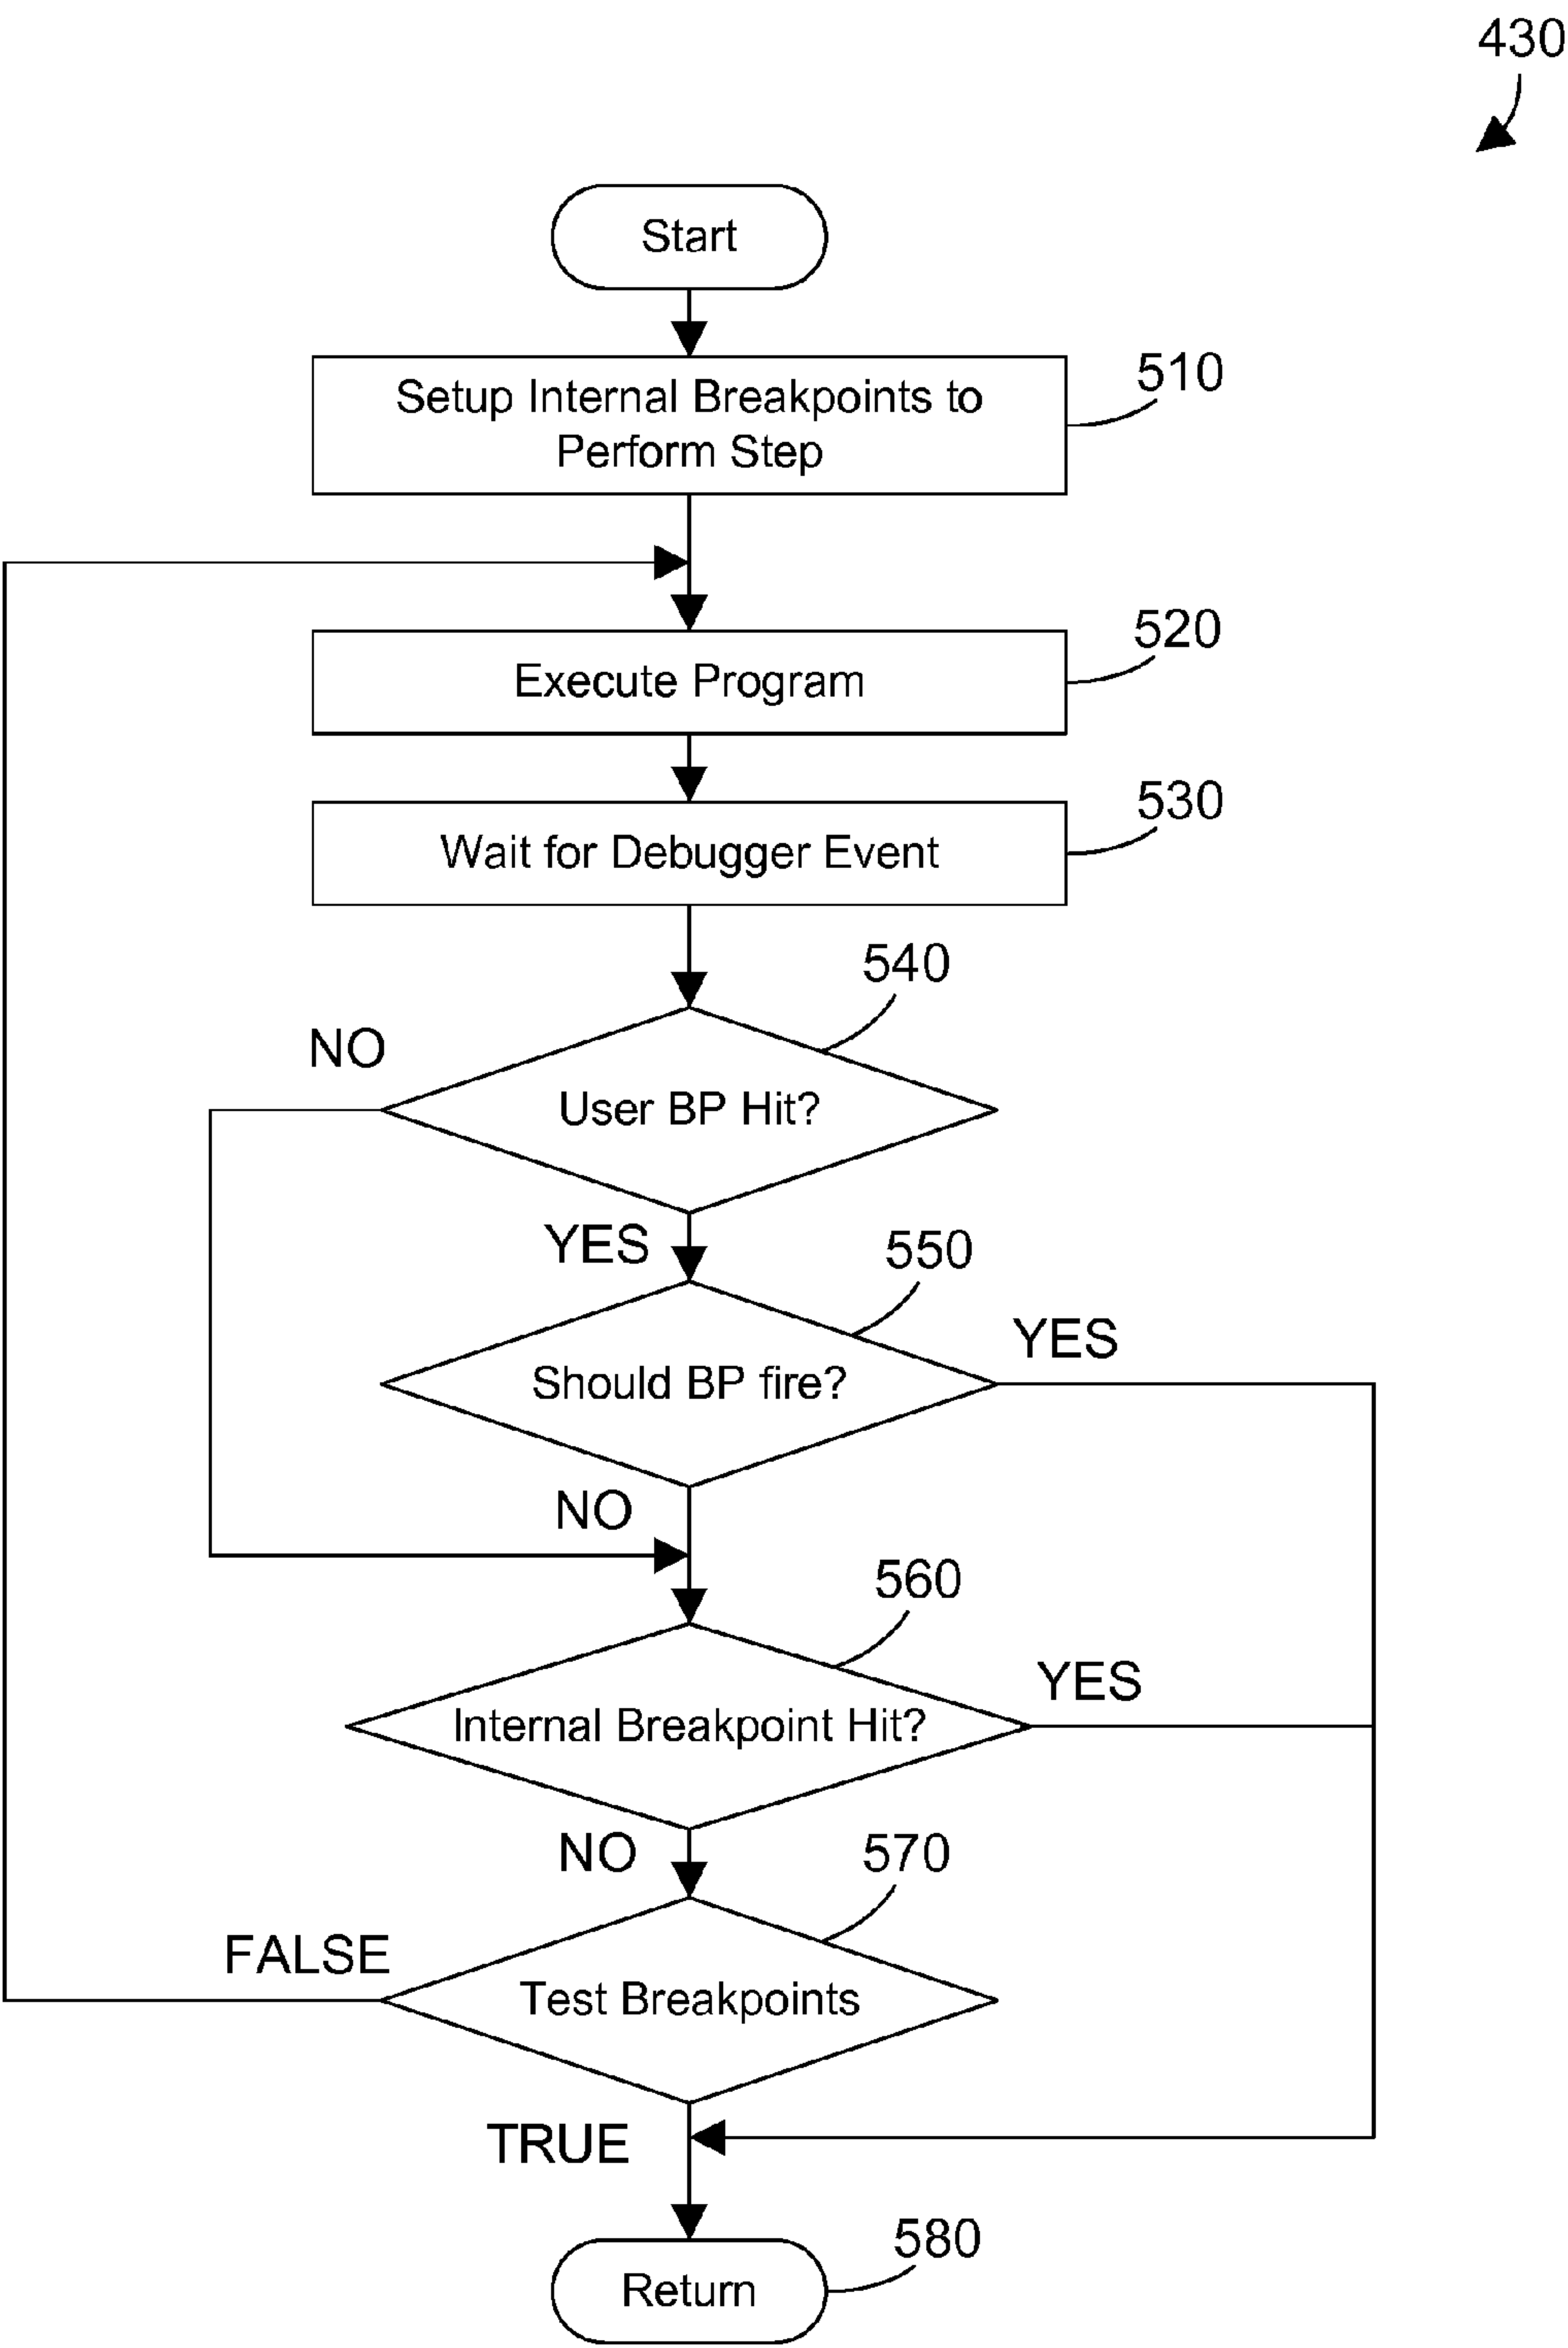 430
Start
Setup Internal Breakpoints to
Perform Step
510
Execute Program
520
Wait for Debugger Event
530
540
NO
User BP Hit?
YES
550
YES
Should BP fire?
NO
560
YES
Internal Breakpoint Hit?
NO
570
FALSE
Test Breakpoints
TRUE
580
Return